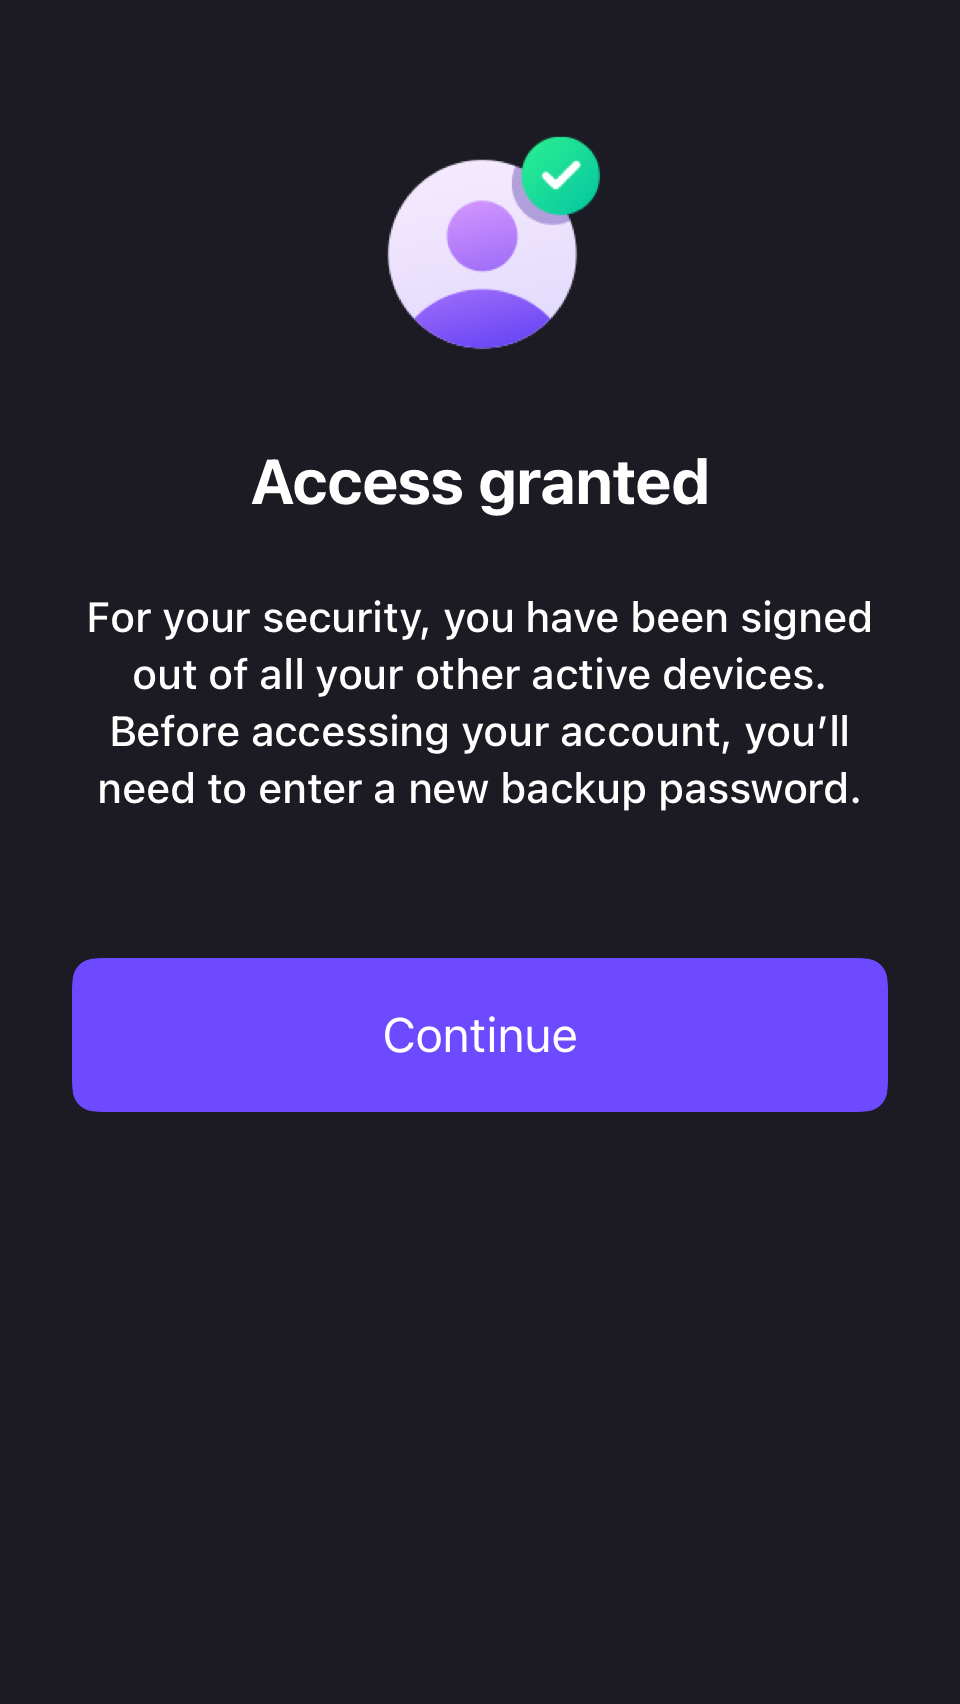 Access granted
For your security, you have been signed
out of all your other active devices.
Before accessing your account, you’ll
need to enter a new backup password.
Continue